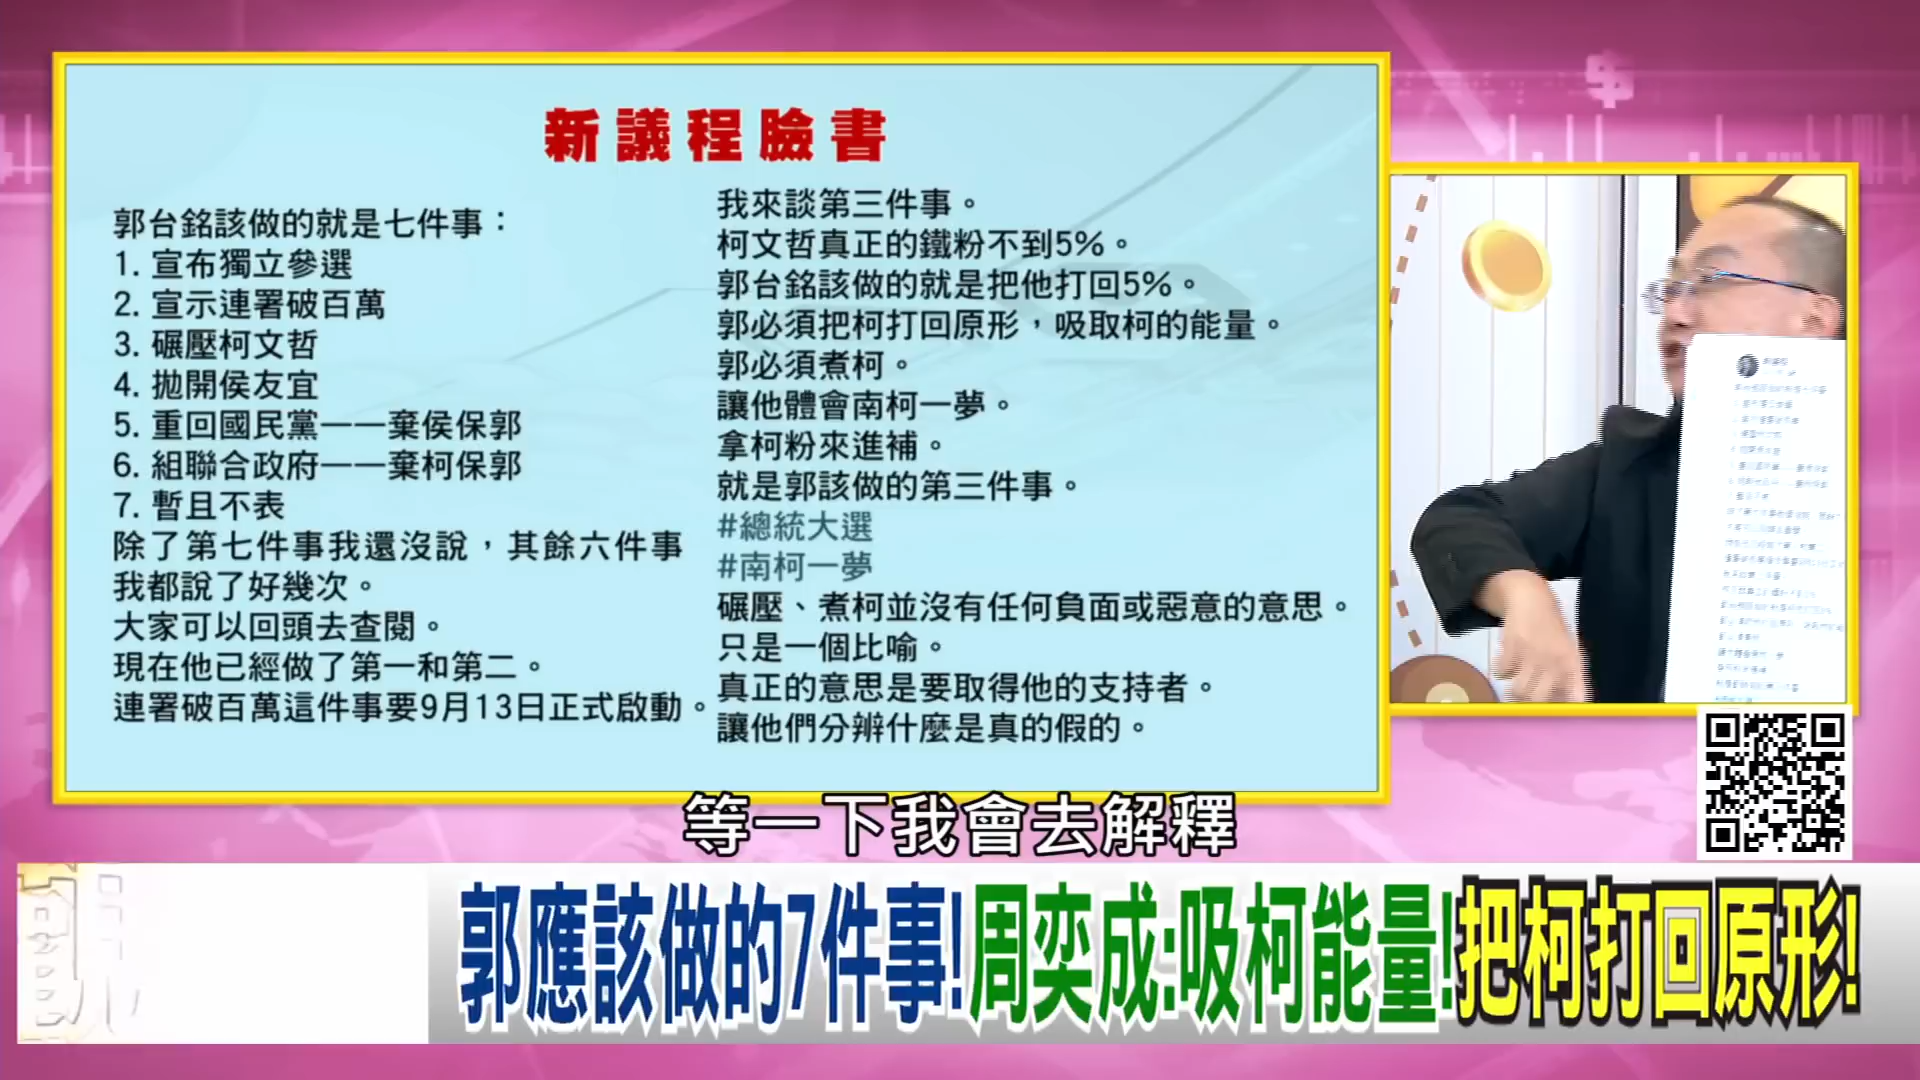 新議程臉書
郭台銘該做的就是七件事：
1. 宣布獨立參選
2. 宣示連署破百萬
3. 碾壓柯文哲
4. 拋開侯友宜
5. 重回國民黨——棄侯保郭
6. 組聯合政府——棄柯保郭
7. 暫且不表
除了第七件事我還沒說，其餘六件事
我都說了好幾次。
大家可以回頭去查閱。
現在他已經做了第一和第二。
連署破百萬這件事要9月13日正式啟動。
我來談第三件事。
柯文哲真正的鐵粉不到5%。
郭台銘該做的就是把他打回5%。
郭必須把柯打回原形，吸取柯的能量。
郭必須煮柯。
讓他體會南柯一夢。
拿柯粉來進補。
就是郭該做的第三件事。
#總統大選
#南柯一夢
碾壓、煮柯並沒有任何負面或惡意的意思。
只是一個比喻。
真正的意思是要取得他的支持者。
讓他們分辨什麼是真的假的。
等一下我會去解釋
郭應該做的7件事!周奕成:吸柯能量!把柯打回原形!